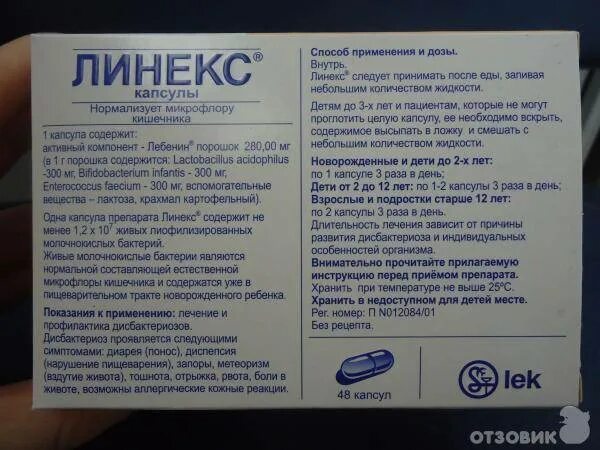 ЛИНЕКС®
капсулы
Нормализует микрофлору
кишечника
1 капсула содержит:
активный компонент - Лебенин® порошок 280,00 мг
(в 1 г порошка содержится: Lactobacillus acidophilus
-300 мг, Bifidobacterium infantis - 300 мг,
Enterococcus faecium - 300 мг, вспомогательные
вещества – лактоза, крахмал картофельный).
Одна капсула препарата Линекс® содержит не
менее 1,2 x 10⁷ живых лиофилизированных
молочнокислых бактерий.
Живые молочнокислые бактерии являются
нормальной составляющей естественной
микрофлоры кишечника и содержатся уже в
пищеварительном тракте новорожденного ребенка.
Показания к применению: лечение и
профилактика дисбактериозов.
Дисбактериоз проявляется следующими
симптомами: диарея (понос), диспепсия
(нарушение пищеварения), запоры, метеоризм
(вздутие живота), тошнота, отрыжка, рвота, боли в
животе, возможны аллергические кожные реакции.
Способ применения и дозы.
Внутрь.
Линекс® следует принимать после еды, запивая
небольшим количеством жидкости.
Детям до 3-х лет и пациентам, которые не могут
проглотить целую капсулу, ее необходимо вскрыть,
содержимое высыпать в ложку и смешать с
небольшим количеством жидкости.
Новорожденные и дети до 2-х лет:
по 1 капсуле 3 раза в день;
Дети от 2 до 12 лет: по 1-2 капсулы 3 раза в день;
Взрослые и подростки старше 12 лет:
по 2 капсулы 3 раза в день.
Длительность лечения зависит от причины
развития дисбактериоза и индивидуальных
особенностей организма.
Внимательно прочитайте прилагаемую
инструкцию перед приёмом препарата.
Хранить при температуре не выше 25ºС.
Хранить в недоступном для детей месте.
Рег. номер: П N012084/01
Без рецепта.
48 капсул
lek
ОТЗОВИК